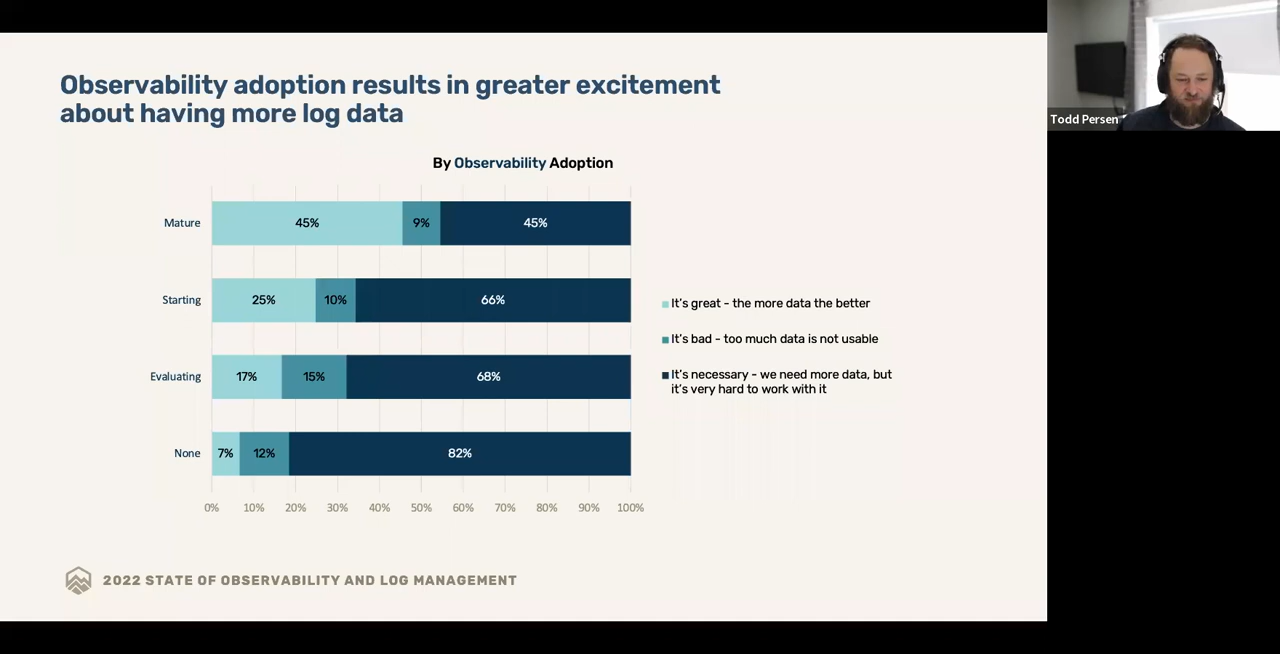 Observability adoption results in greater excitement
about having more log data
By Observability Adoption
Mature
45%
9%
45%
Starting
25%
10%
66%
Evaluating
17%
15%
68%
None
7%
12%
82%
0%
10%
20%
30%
40%
50%
60%
70%
80%
90%
100%
It's great - the more data the better
It's bad - too much data is not usable
It's necessary - we need more data, but
it's very hard to work with it
2022 STATE OF OBSERVABILITY AND LOG MANAGEMENT
Todd Persen